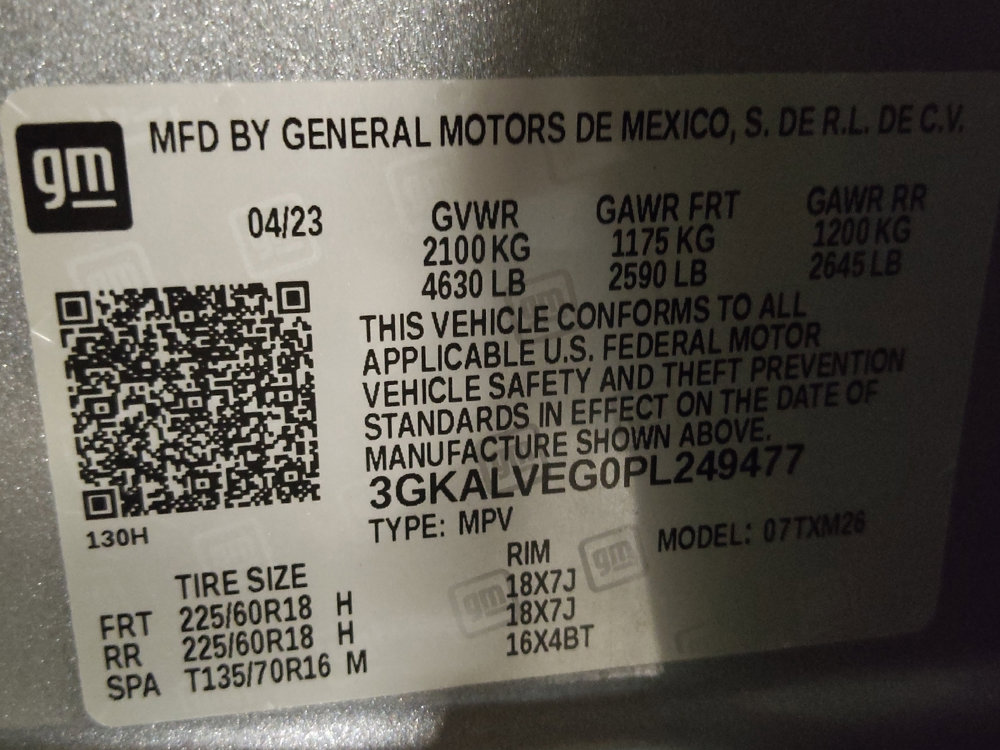 gm
MFD BY GENERAL MOTORS DE MEXICO, S. DE R.L. DE C.V.
04/23
GVWR
2100 KG
4630 LB
GAWR FRT
1175 KG
2590 LB
GAWR RR
1200 KG
2645 LB
THIS VEHICLE CONFORMS TO ALL
APPLICABLE U.S. FEDERAL MOTOR
VEHICLE SAFETY AND THEFT PREVENTION
STANDARDS IN EFFECT ON THE DATE OF
MANUFACTURE SHOWN ABOVE.
3GKALVEG0PL249477
TYPE: MPV
MODEL: 07TXM26
130H
TIRE SIZE
RIM
FRT 225/60R18 H 18X7J
RR 225/60R18 H 18X7J
SPA T135/70R16 M 16X4BT
gm
gm